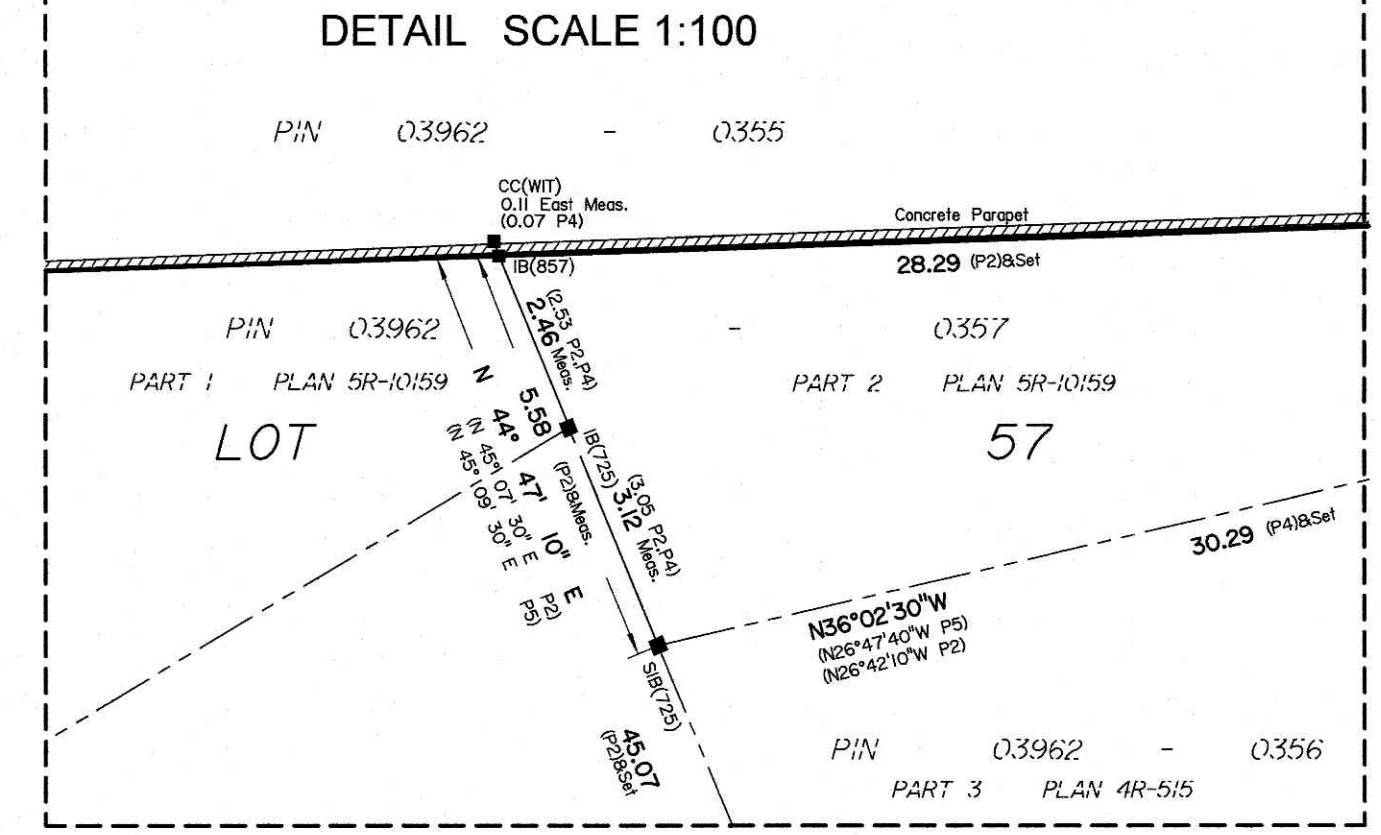 DETAIL SCALE 1:100
PIN 03962 - 0355
CC(WIT)
0.11 East Meas.
(0.07 P4)
Concrete Parapet
IB(857)
28.29 (P2)&Set
(2.53 P2,P4)
2.46 Meas.
PIN 03962 - 0357
PART 1 PLAN 5R-10159
PART 2 PLAN 5R-10159
LOT 57
5.58 (P2)&Meas.
N 44° 47' 10" E
(N 45°1 07' 30" E P2)
(N 45°109' 30" E P5)
IB(725)
(3.05 P2,P4)
3.12 Meas.
30.29 (P4)&Set
N36°02'30"W
(N26°47'40"W P5)
(N26°42'10"W P2)
SIB(725)
45.07
(P2)&Set
PIN 03962 - 0356
PART 3 PLAN 4R-515